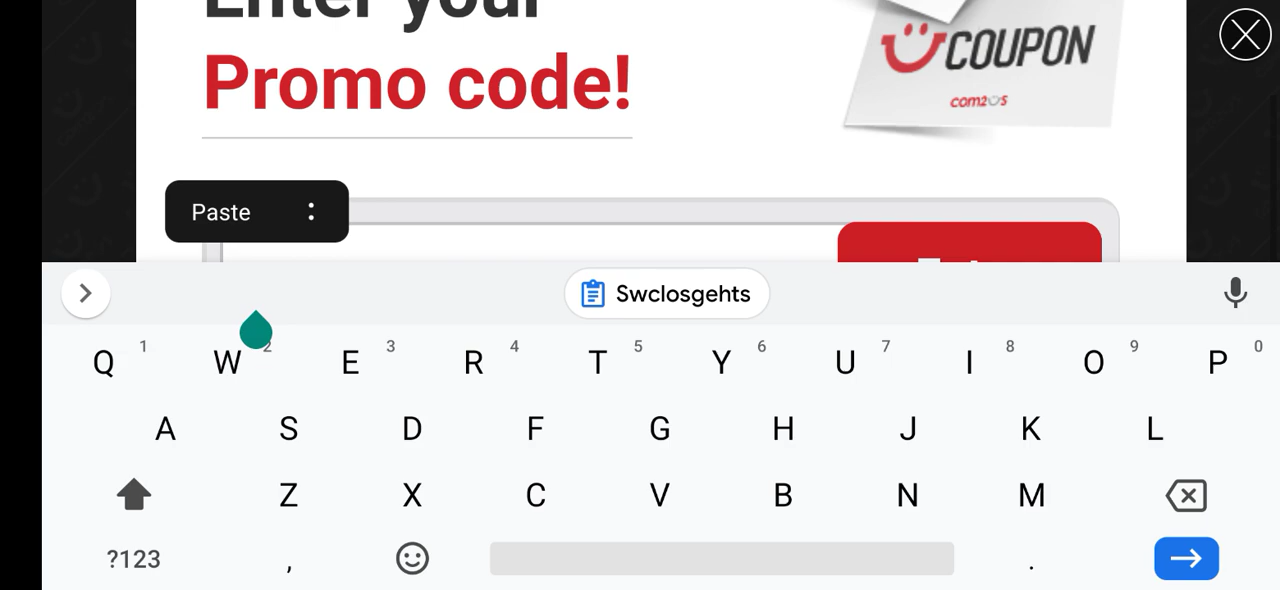 Enter your
Promo code!
COUPON
com2us
Paste
Swclosgehts
Q 1 W 2 E 3 R 4 T 5 Y 6 U 7 I 8 O 9 P 0
A S D F G H J K L
Z X C V B N M
?123 , .